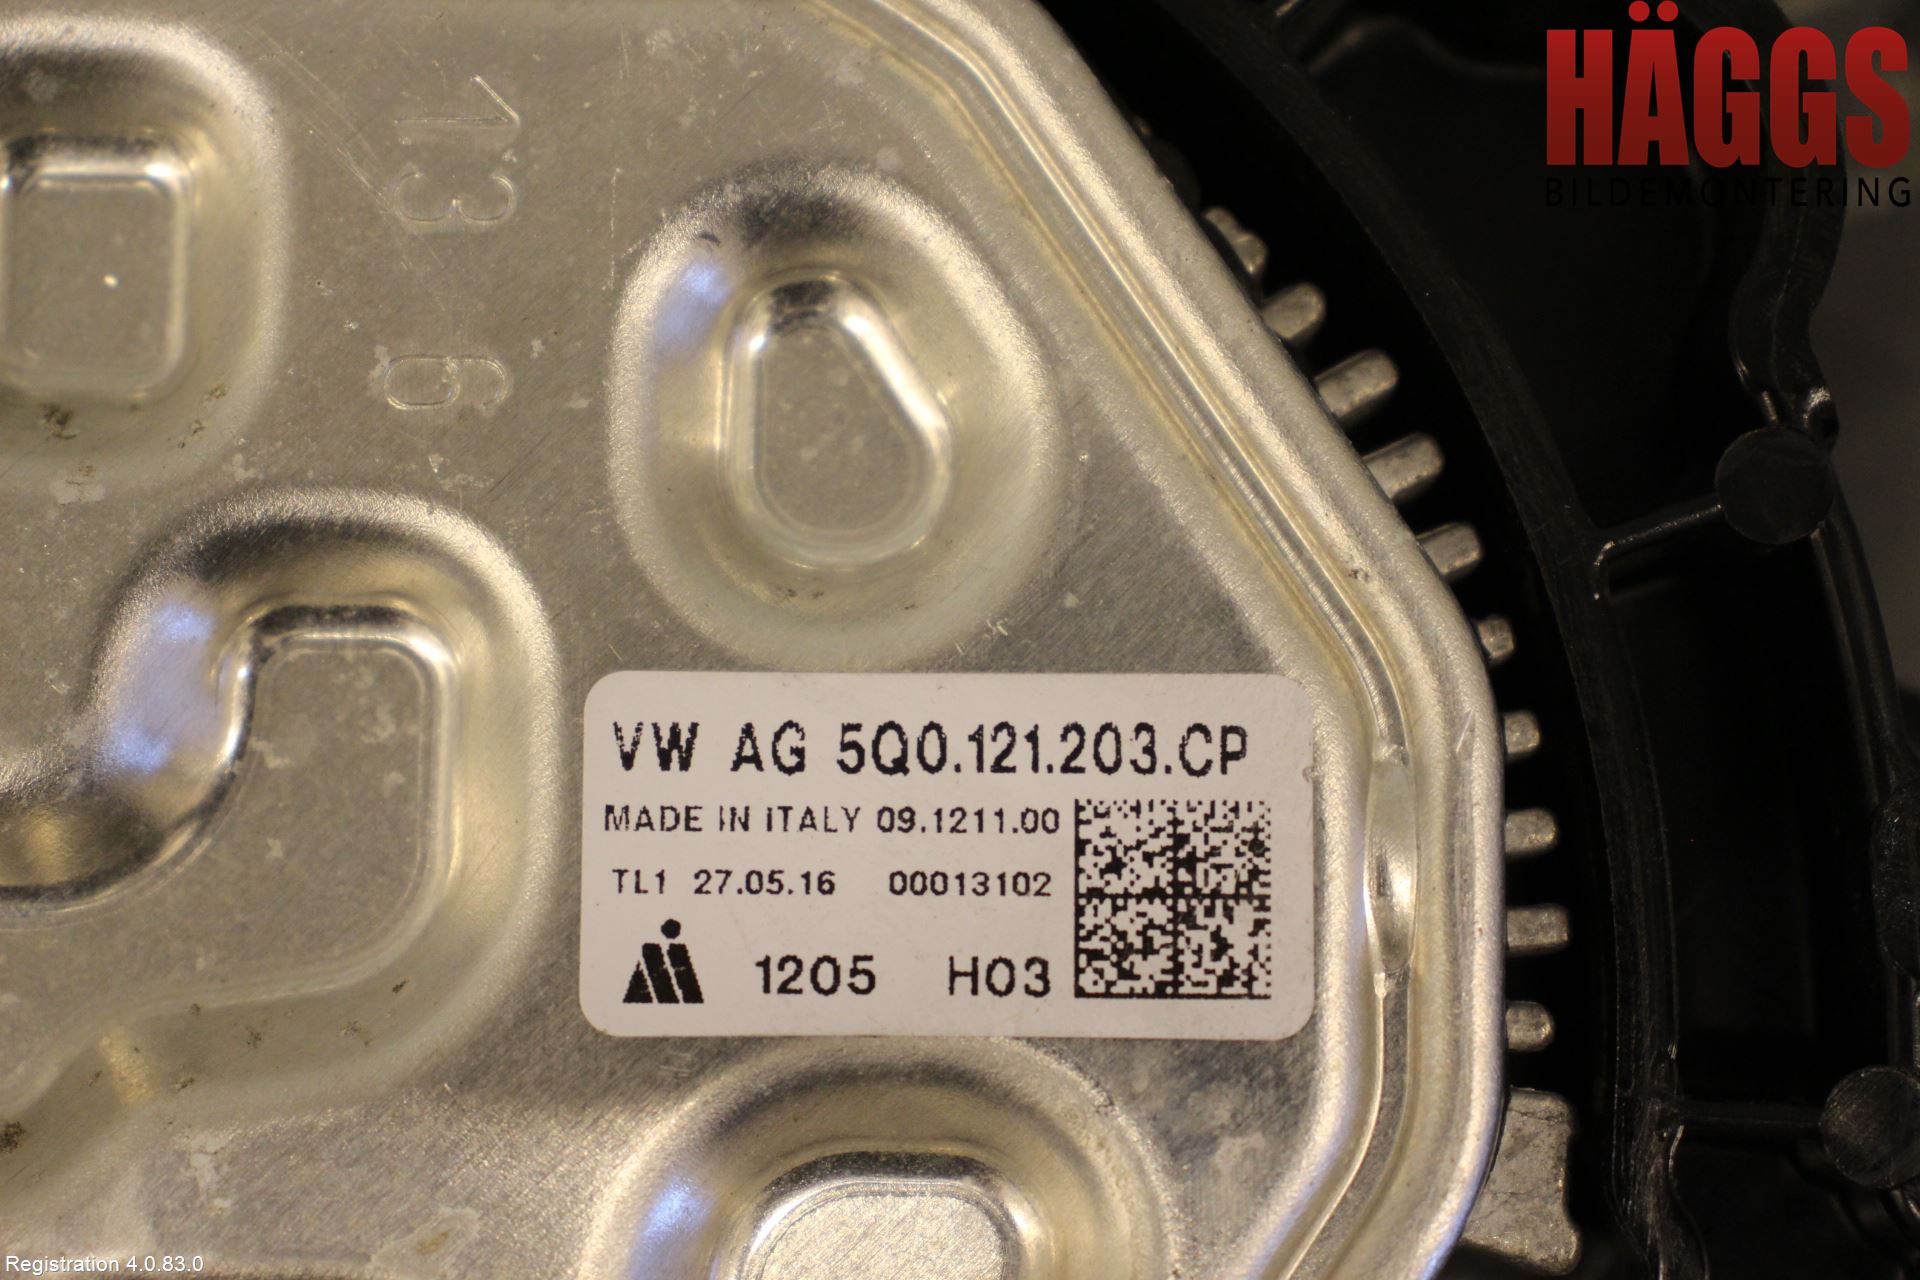 HÄGGS
BILDEMONTERING
13
6
VW AG 5Q0.121.203.CP
MADE IN ITALY 09.1211.00
TL1 27.05.16 00013102
1205 H03
Registration 4.0.83.0